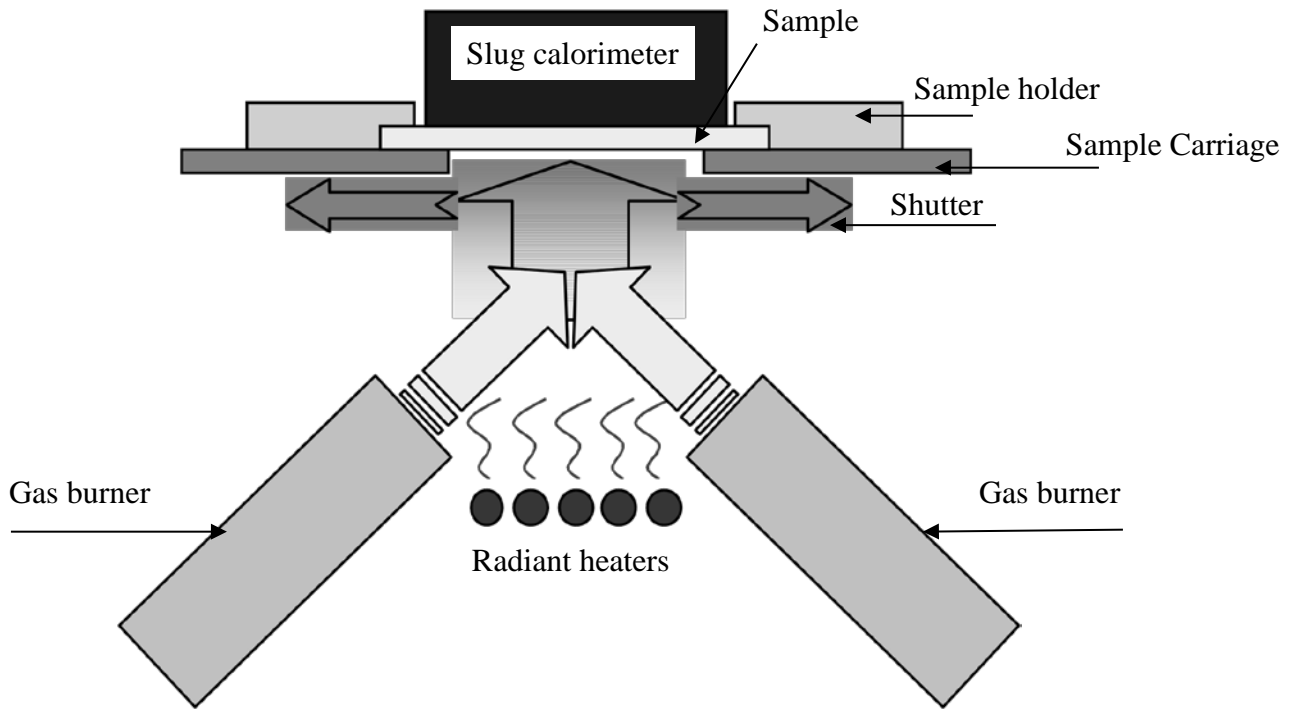 Sample
Slug calorimeter
Sample holder
Sample Carriage
Shutter
Gas burner
Gas burner
Radiant heaters